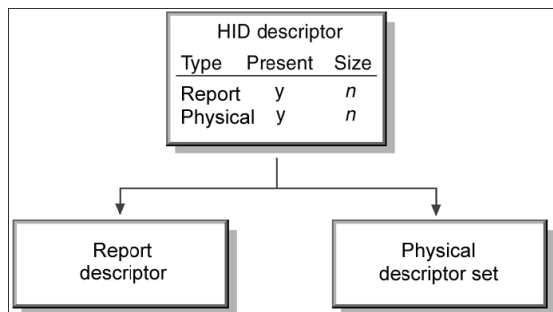 HID descriptor
Type Present Size
Report y n
Physical y n
Report
descriptor
Physical
descriptor set